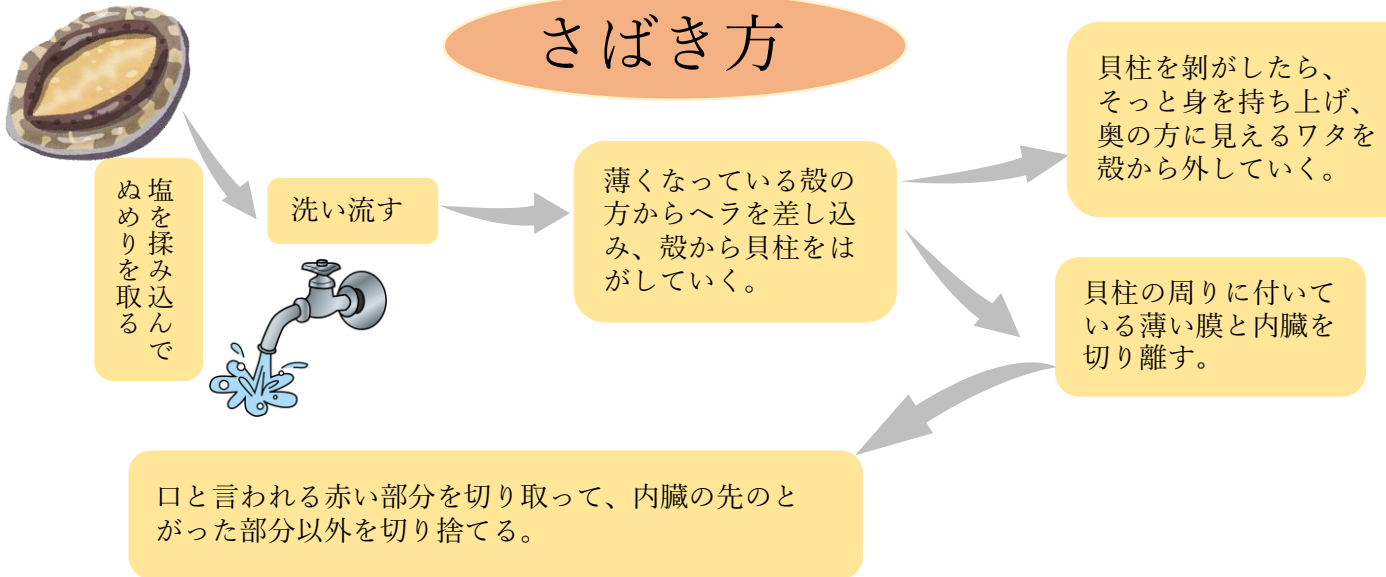 さばき方
塩を揉み込んで
ぬめりを取る
洗い流す
薄くなっている殻の
方からヘラを差し込
み、殻から貝柱をは
がしていく。
貝柱を剝がしたら、
そっと身を持ち上げ、
奥の方に見えるワタを
殻から外していく。
貝柱の周りに付いて
いる薄い膜と内臓を
切り離す。
口と言われる赤い部分を切り取って、内臓の先のと
がった部分以外を切り捨てる。